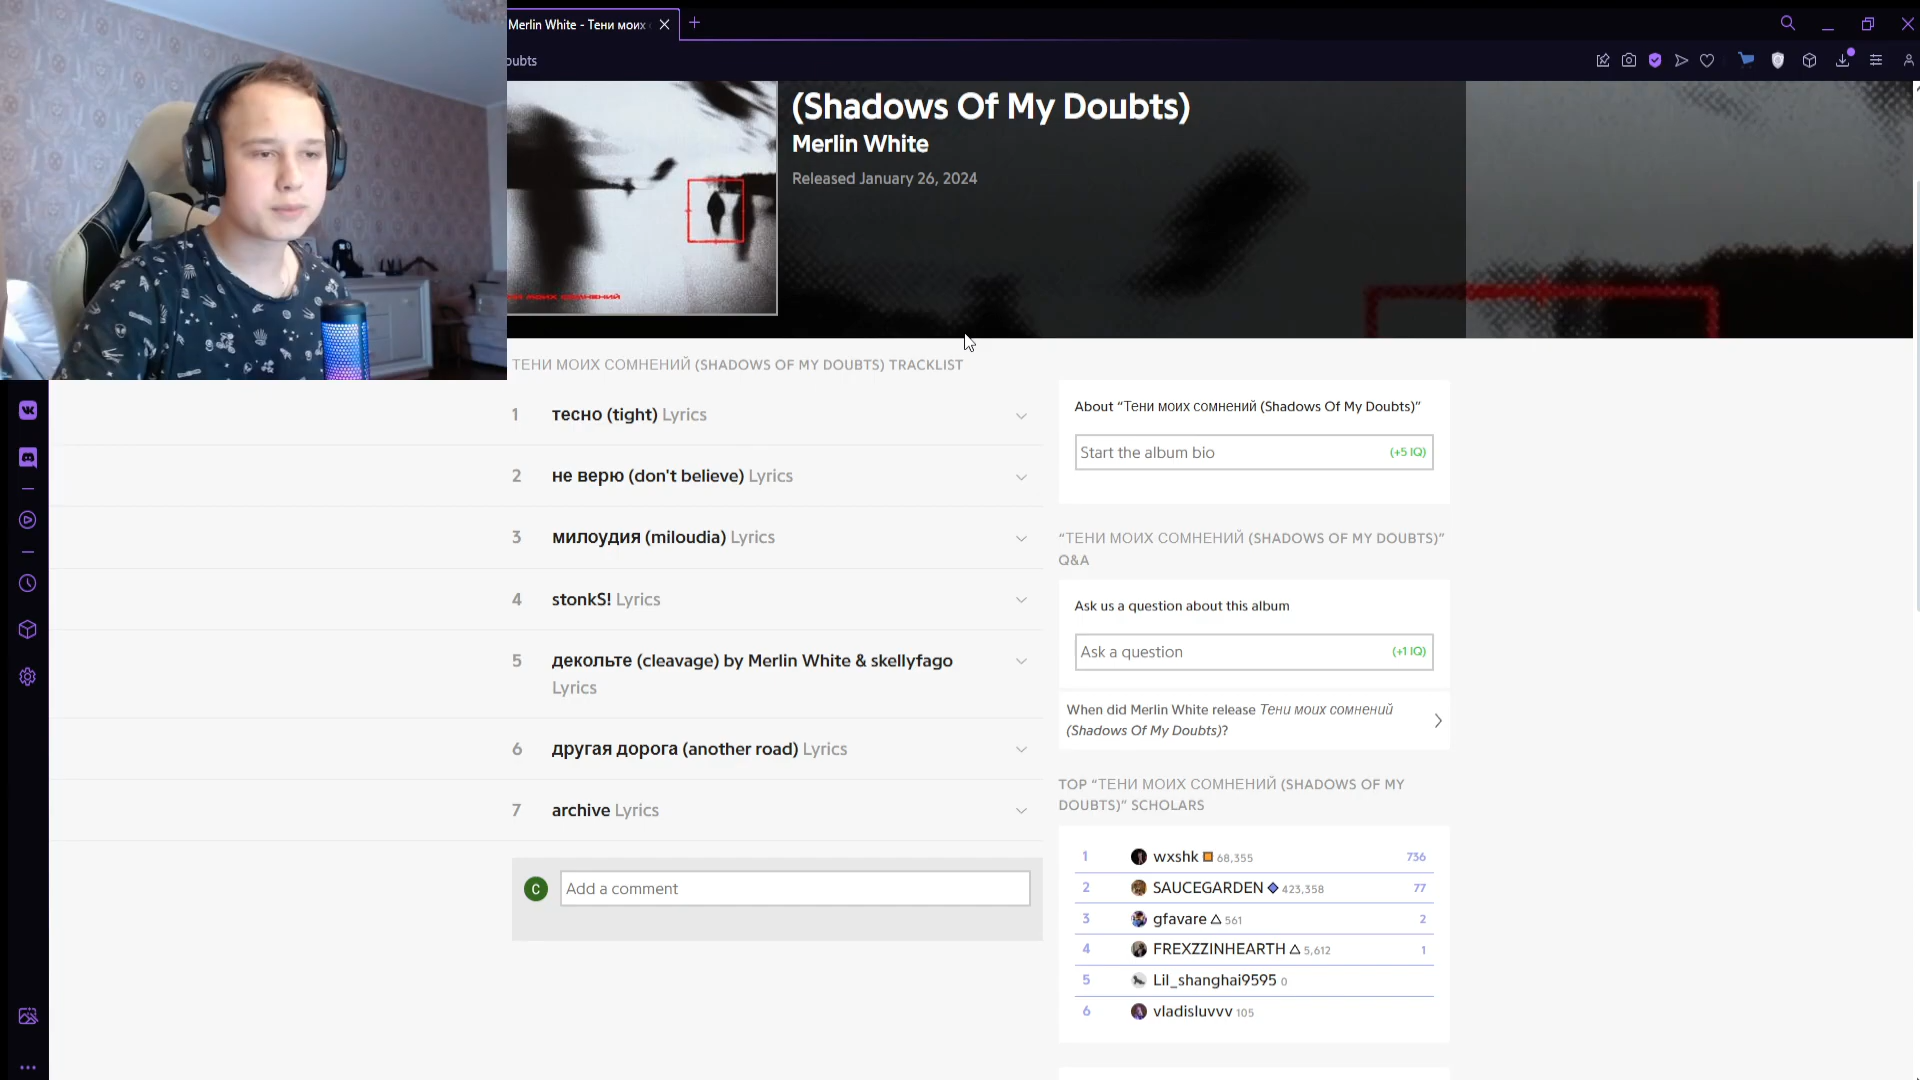 Merlin White - Тени моих
oubts
(Shadows Of My Doubts)
Merlin White
Released January 26, 2024
моих сомнений
ТЕНИ МОИХ СОМНЕНИЙ (SHADOWS OF MY DOUBTS) TRACKLIST
1 тесно (tight) Lyrics
2 не верю (don't believe) Lyrics
3 милоудия (miloudia) Lyrics
4 stonkS! Lyrics
5 декольте (cleavage) by Merlin White & skellyfago
Lyrics
6 другая дорога (another road) Lyrics
7 archive Lyrics
C Add a comment
About “Тени моих сомнений (Shadows Of My Doubts)”
Start the album bio (+5 IQ)
“ТЕНИ МОИХ СОМНЕНИЙ (SHADOWS OF MY DOUBTS)”
Q&A
Ask us a question about this album
Ask a question (+1 IQ)
When did Merlin White release Тени моих сомнений
(Shadows Of My Doubts)?
TOP “ТЕНИ МОИХ СОМНЕНИЙ (SHADOWS OF MY
DOUBTS)” SCHOLARS
1 wxshk 68,355 736
2 SAUCEGARDEN 423,358 77
3 gfavare 561 2
4 FREXZZINHEARTH 5,612 1
5 Lil_shanghai9595 0
6 vladisluvvv 105